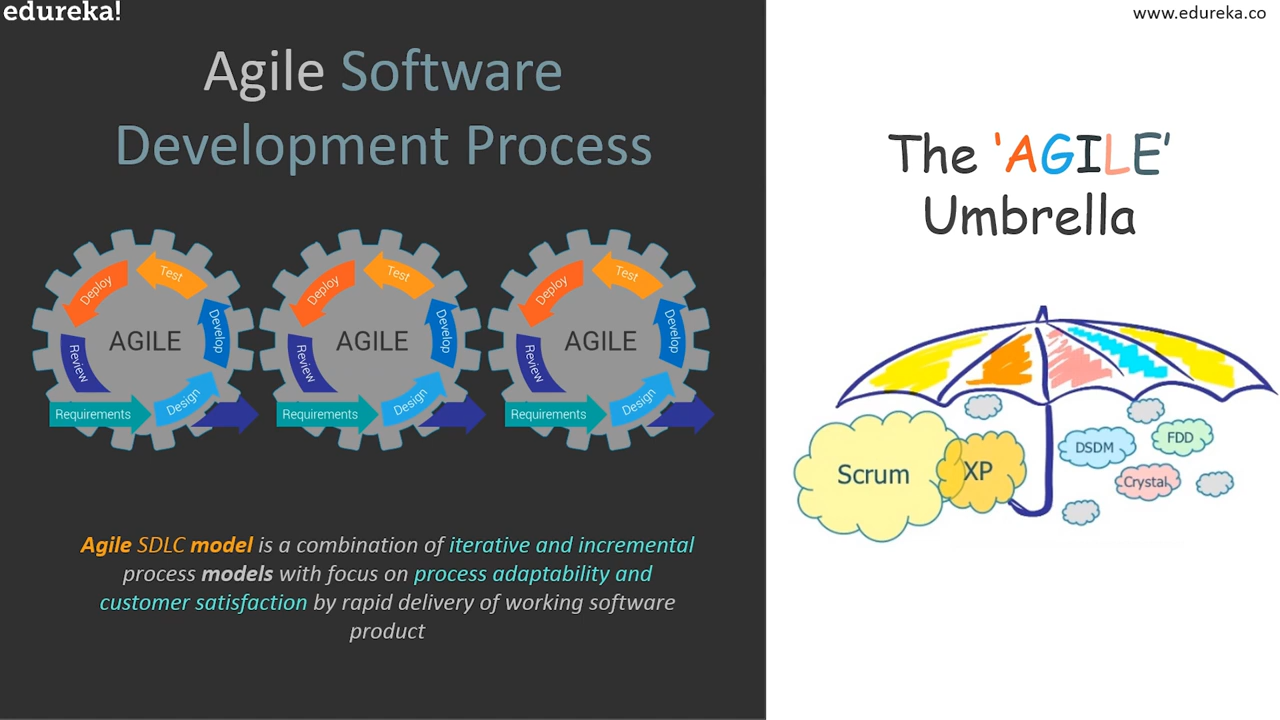 edureka!
www.edureka.co
Agile Software
Development Process
Deploy
Test
Develop
AGILE
Review
Design
Requirements
Deploy
Test
Develop
AGILE
Review
Design
Requirements
Deploy
Test
Develop
AGILE
Review
Design
Requirements
Agile SDLC model is a combination of iterative and incremental
process models with focus on process adaptability and
customer satisfaction by rapid delivery of working software
product
The 'AGILE'
Umbrella
Scrum
XP
DSDM
FDD
Crystal